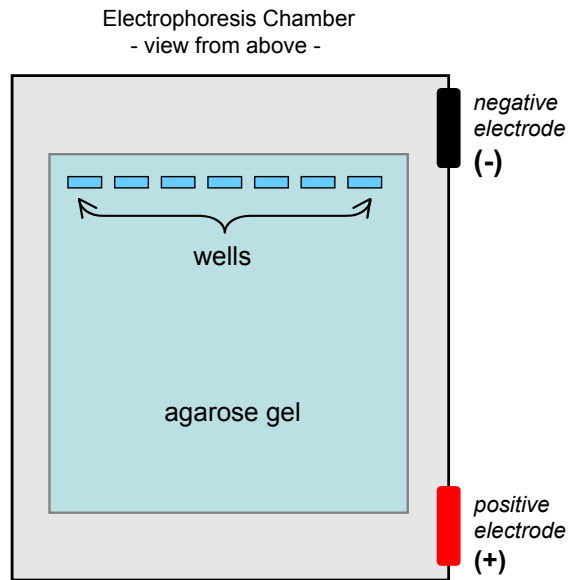 Electrophoresis Chamber
- view from above -
negative
electrode
(-)
wells
agarose gel
positive
electrode
(+)